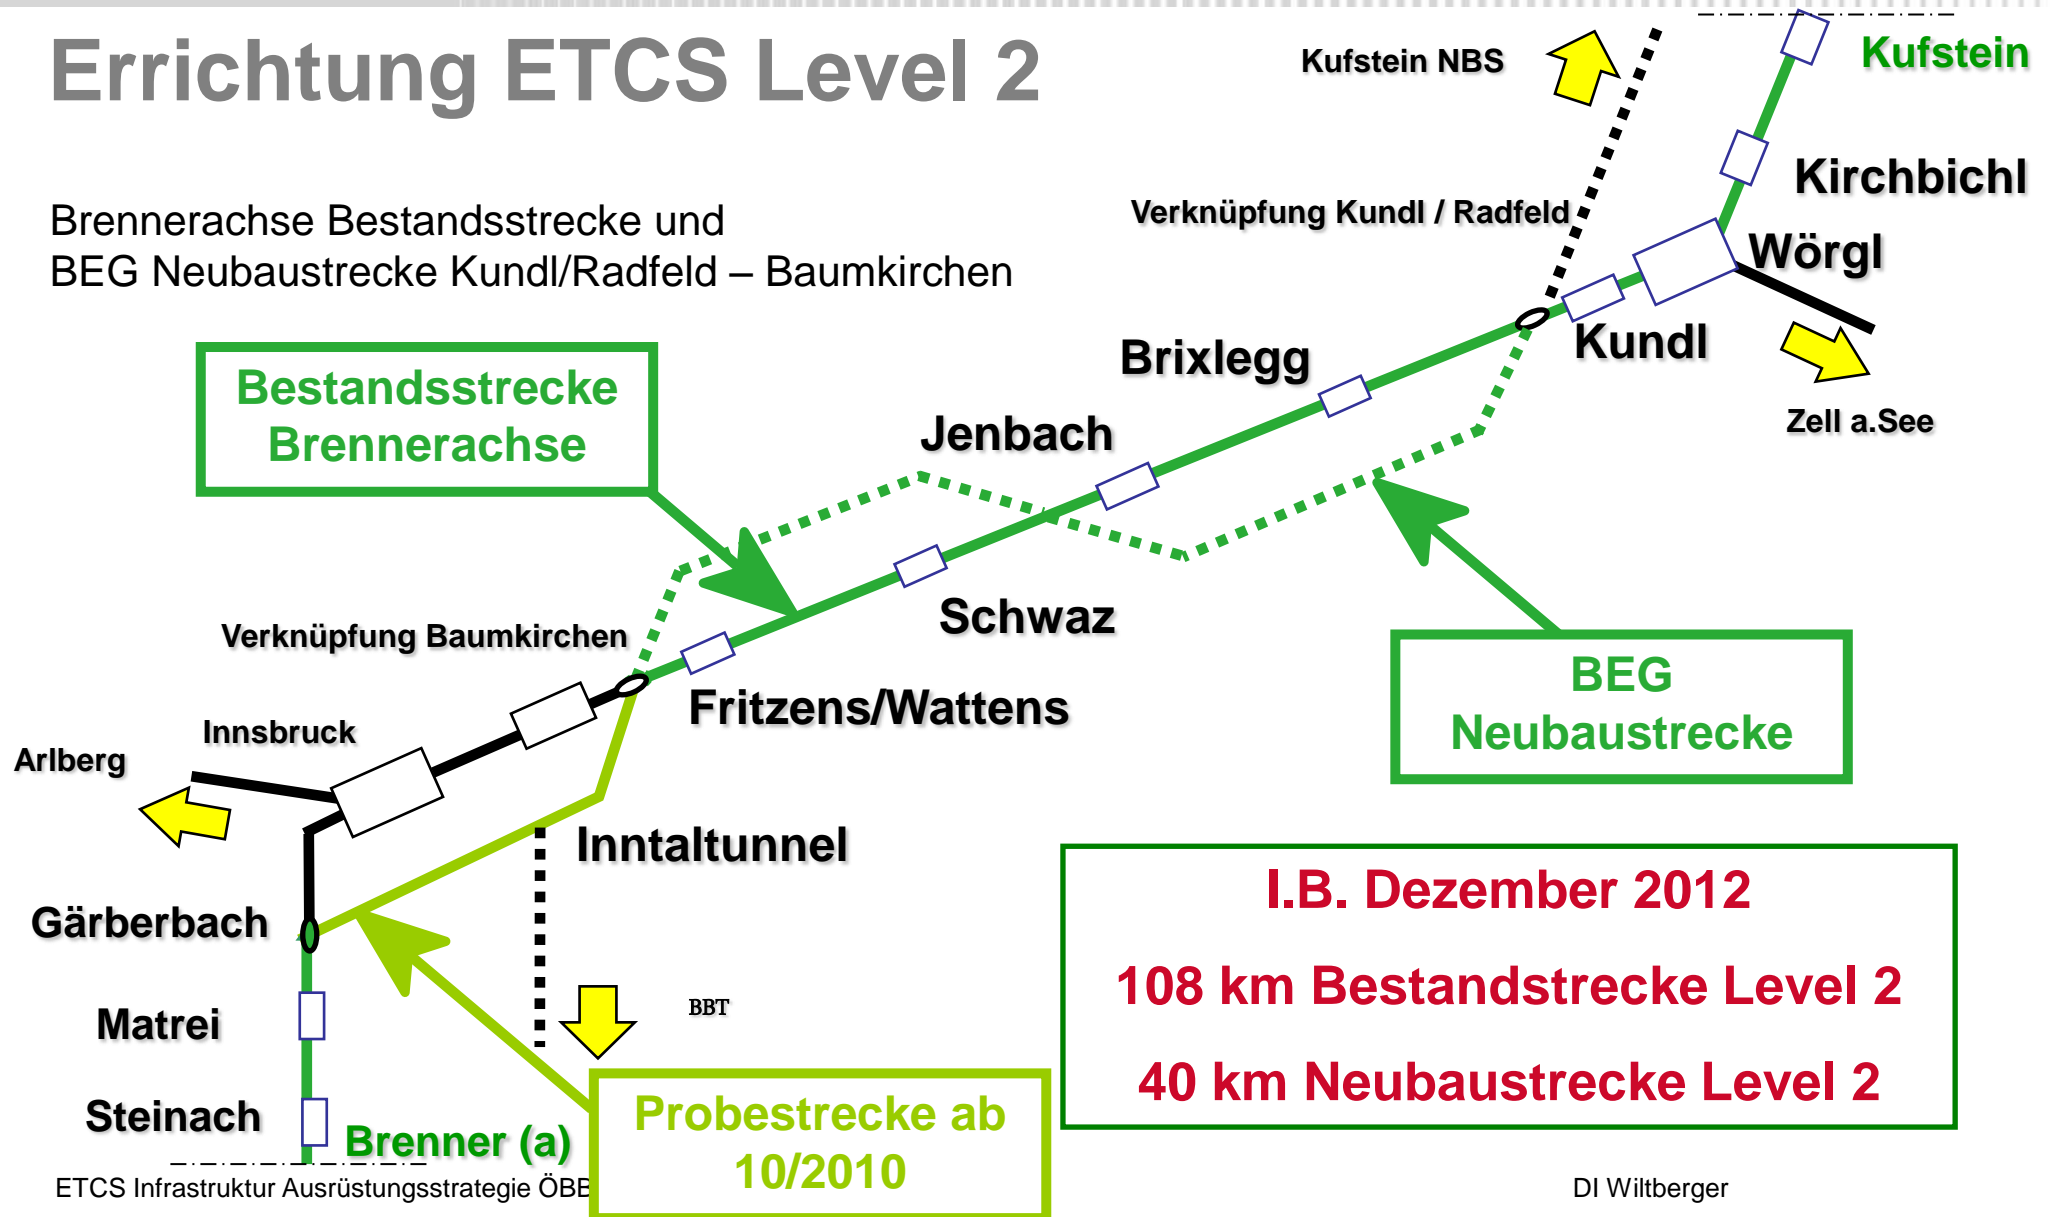 Errichtung ETCS Level 2
Kufstein NBS
Kufstein
Kirchbichl
Verknüpfung Kundl / Radfeld
Brennerachse Bestandsstrecke und
BEG Neubaustrecke Kundl/Radfeld – Baumkirchen
Wörgl
Kundl
Brixlegg
Zell a.See
Bestandsstrecke
Brennerachse
Jenbach
Schwaz
Verknüpfung Baumkirchen
BEG
Neubaustrecke
Fritzens/Wattens
Innsbruck
Arlberg
Inntaltunnel
Gärberbach
I.B. Dezember 2012
108 km Bestandstrecke Level 2
40 km Neubaustrecke Level 2
Matrei
BBT
Steinach
Brenner (a)
Probestrecke ab
10/2010
ETCS Infrastruktur Ausrüstungsstrategie ÖBB
DI Wiltberger